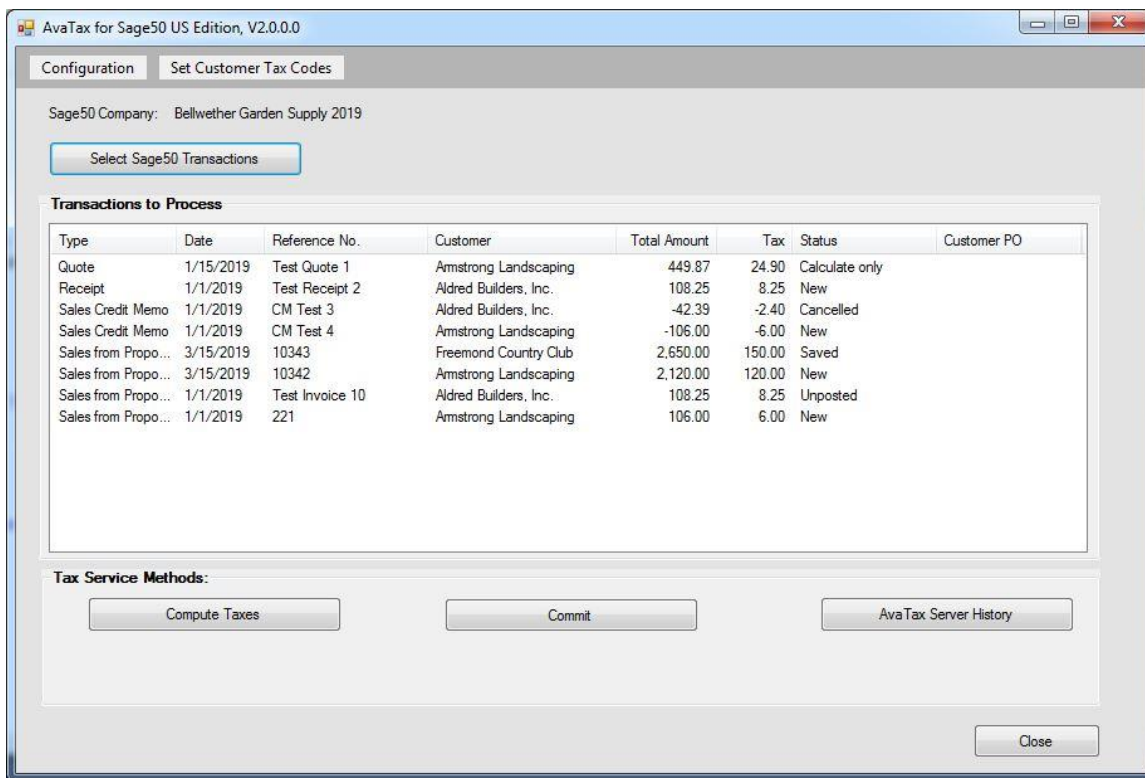 AvaTax for Sage50 US Edition, V2.0.0.0
Configuration Set Customer Tax Codes
Sage50 Company: Bellwether Garden Supply 2019
Select Sage50 Transactions
Transactions to Process
Type Date Reference No. Customer Total Amount Tax Status Customer PO
Quote 1/15/2019 Test Quote 1 Armstrong Landscaping 449.87 24.90 Calculate only
Receipt 1/1/2019 Test Receipt 2 Aldred Builders, Inc. 108.25 8.25 New
Sales Credit Memo 1/1/2019 CM Test 3 Aldred Builders, Inc. -42.39 -2.40 Cancelled
Sales Credit Memo 1/1/2019 CM Test 4 Armstrong Landscaping -106.00 -6.00 New
Sales from Propo... 3/15/2019 10343 Freemond Country Club 2,650.00 150.00 Saved
Sales from Propo... 3/15/2019 10342 Armstrong Landscaping 2,120.00 120.00 New
Sales from Propo... 1/1/2019 Test Invoice 10 Aldred Builders, Inc. 108.25 8.25 Unposted
Sales from Propo... 1/1/2019 221 Armstrong Landscaping 106.00 6.00 New
Tax Service Methods:
Compute Taxes Commit AvaTax Server History
Close